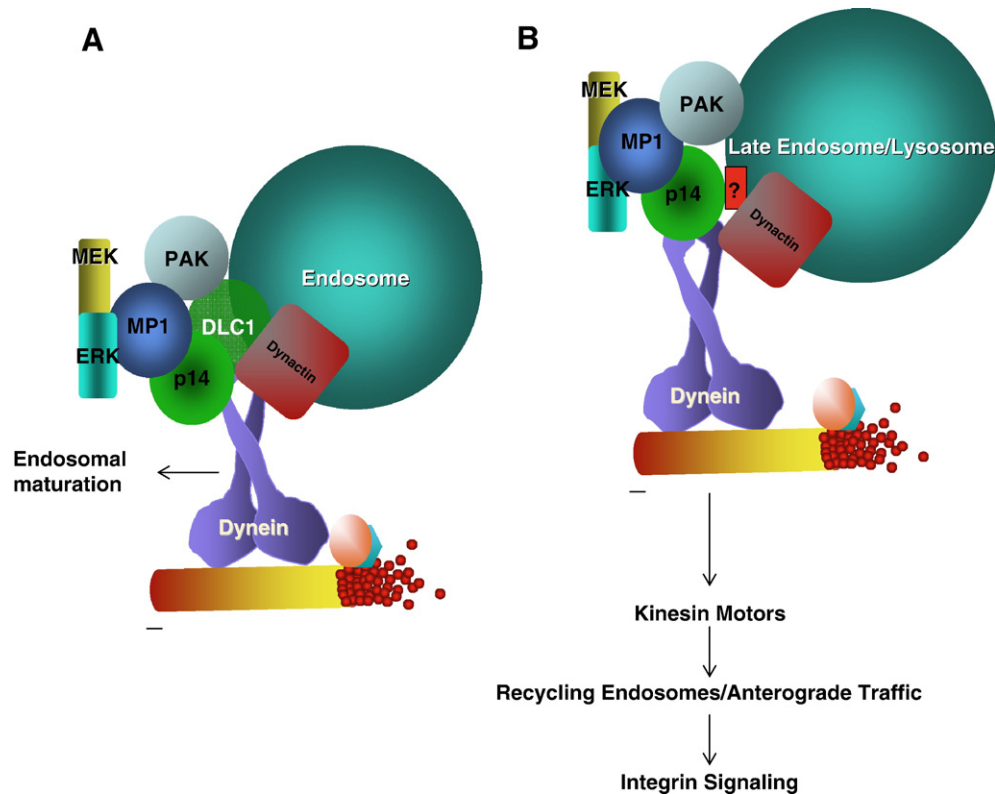 A
MEK
PAK
Endosome
MP1
DLC1
ERK
p14
Dynactin
Endosomal
maturation
Dynein
–
B
MEK
PAK
MP1
Late Endosome/Lysosome
ERK
p14
?
Dynactin
Dynein
–
Kinesin Motors
Recycling Endosomes/Anterograde Traffic
Integrin Signaling